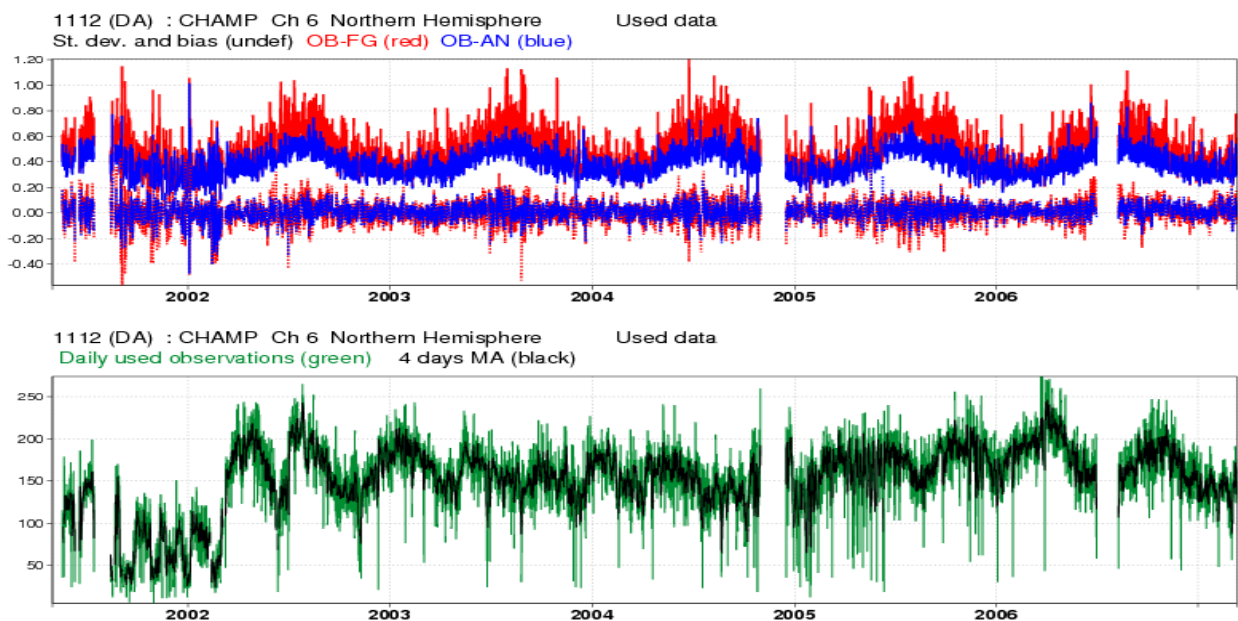 1112 (DA) : CHAMP Ch 6 Northern Hemisphere Used data
St. dev. and bias (undef) OB-FG (red) OB-AN (blue)
1.20
1.00
0.80
0.60
0.40
0.20
0.00
-0.20
-0.40
2002 2003 2004 2005 2006
1112 (DA) : CHAMP Ch 6 Northern Hemisphere Used data
Daily used observations (green) 4 days MA (black)
250
200
150
100
50
2002 2003 2004 2005 2006